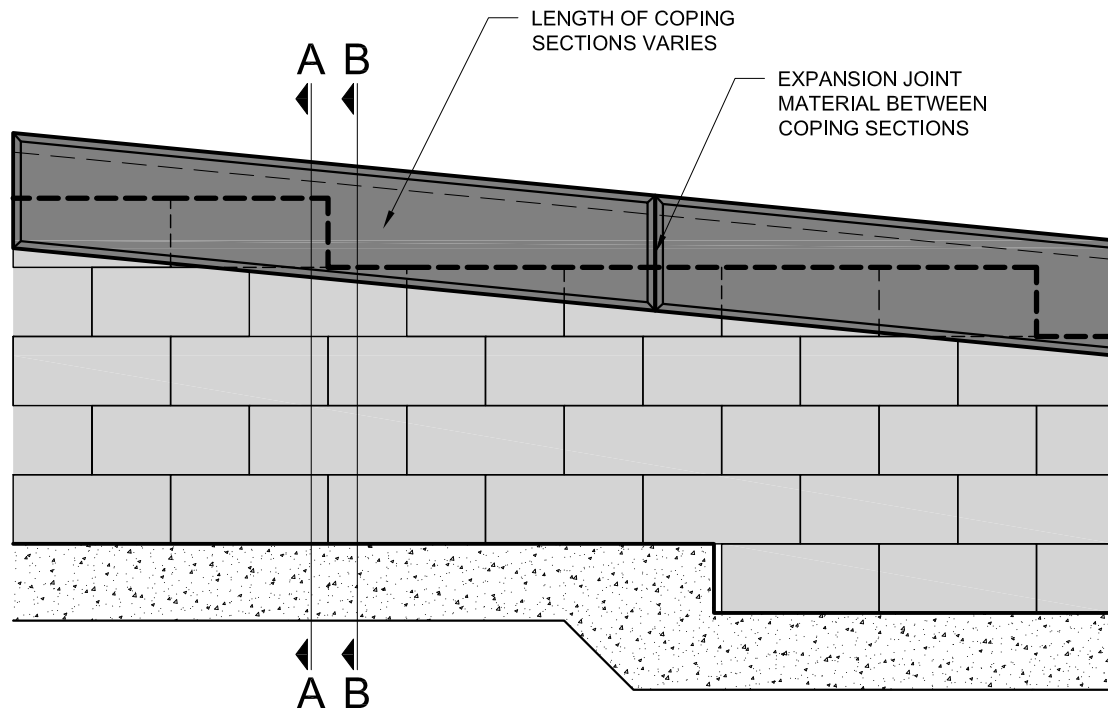 LENGTH OF COPING
SECTIONS VARIES
A B
EXPANSION JOINT
MATERIAL BETWEEN
COPING SECTIONS
A B